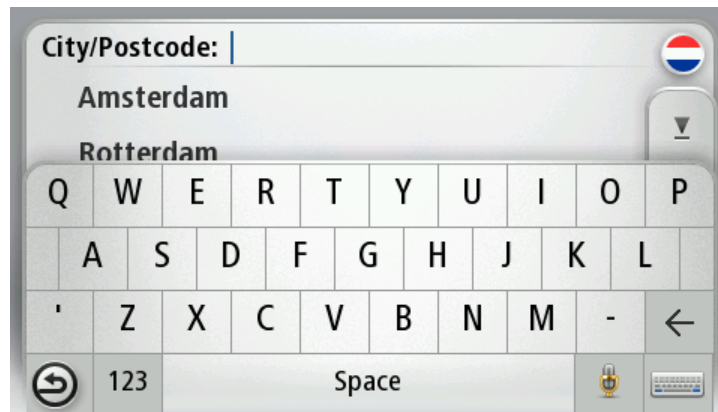 City/Postcode:
Amsterdam
Rotterdam
Q W E R T Y U I O P
A S D F G H J K L
' Z X C V B N M -
123 Space